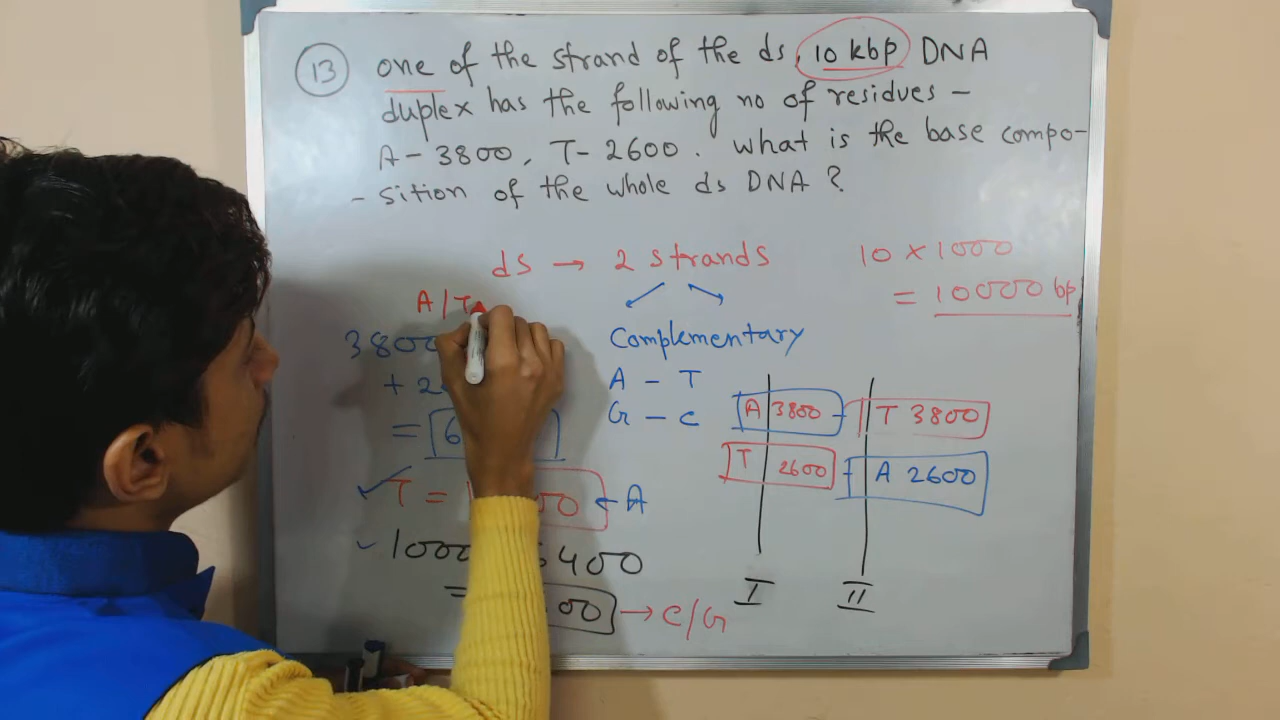 13 one of the strand of the ds, 10 kbp DNA
duplex has the following no of residues -
A - 3800, T- 2600. What is the base compo-
- sition of the whole ds DNA ?
ds → 2 strands
10 x 1000
= 10000 bp
A/T
Complementary
A - T
G - C
+
=
T =
A
400
=
00 → C/G
A 3800
T 3800
T 2600
A 2600
I
II